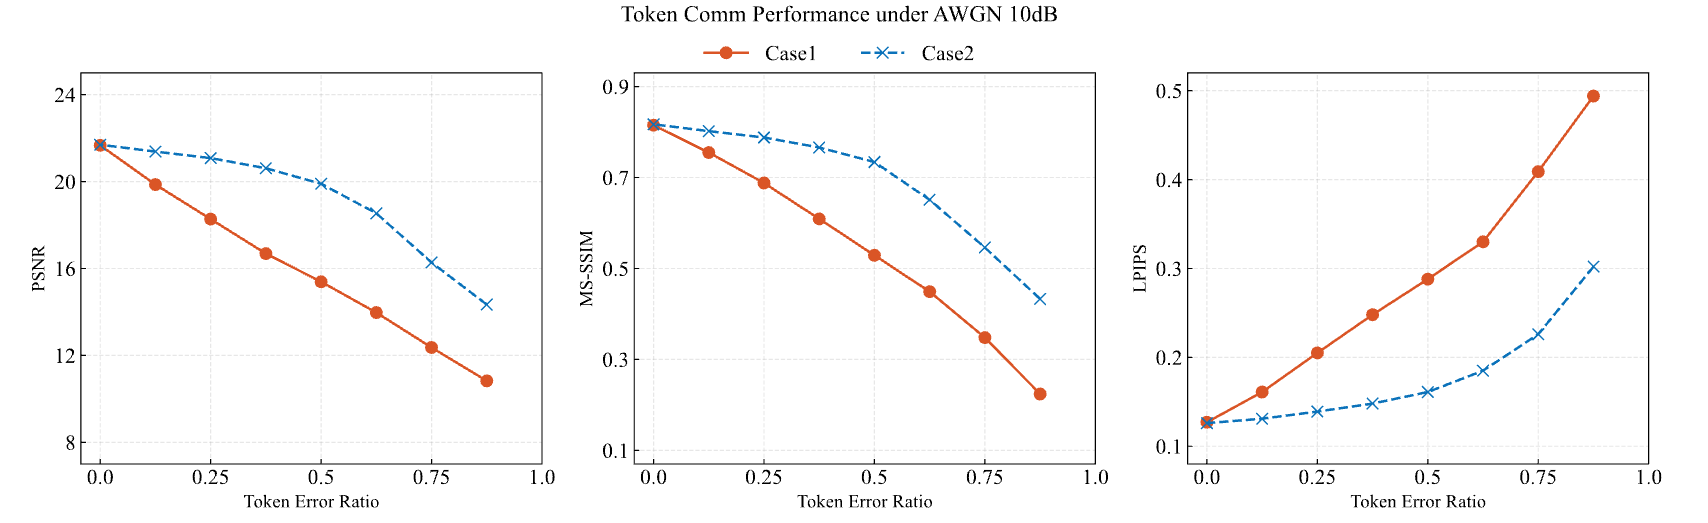 Token Comm Performance under AWGN 10dB
Case1 Case2
PSNR
24
20
16
12
8
0.0 0.25 0.5 0.75 1.0
Token Error Ratio
MS-SSIM
0.9
0.7
0.5
0.3
0.1
0.0 0.25 0.5 0.75 1.0
Token Error Ratio
LPIPS
0.5
0.4
0.3
0.2
0.1
0.0 0.25 0.5 0.75 1.0
Token Error Ratio